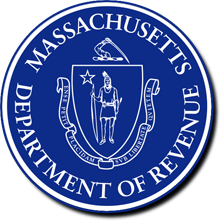 MASSACHUSETTS
DEPARTMENT OF REVENUE